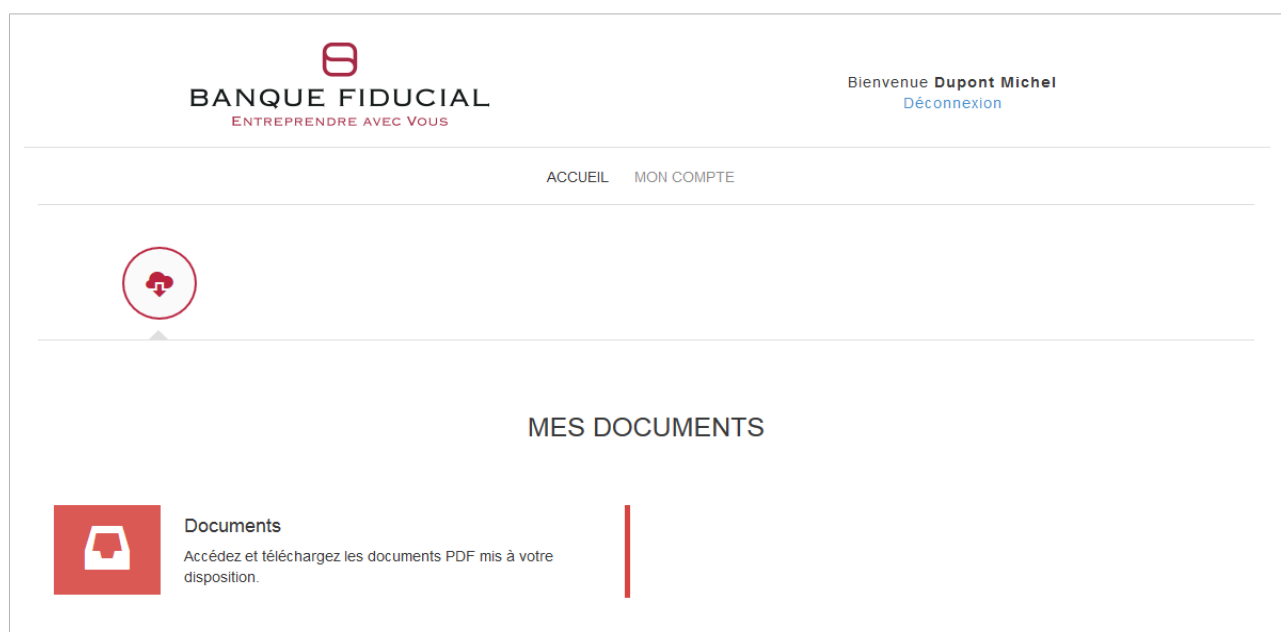 BANQUE FIDUCIAL
ENTREPRENDRE AVEC VOUS
Bienvenue Dupont Michel
Déconnexion
ACCUEIL MON COMPTE
MES DOCUMENTS
Documents
Accédez et téléchargez les documents PDF mis à votre
disposition.